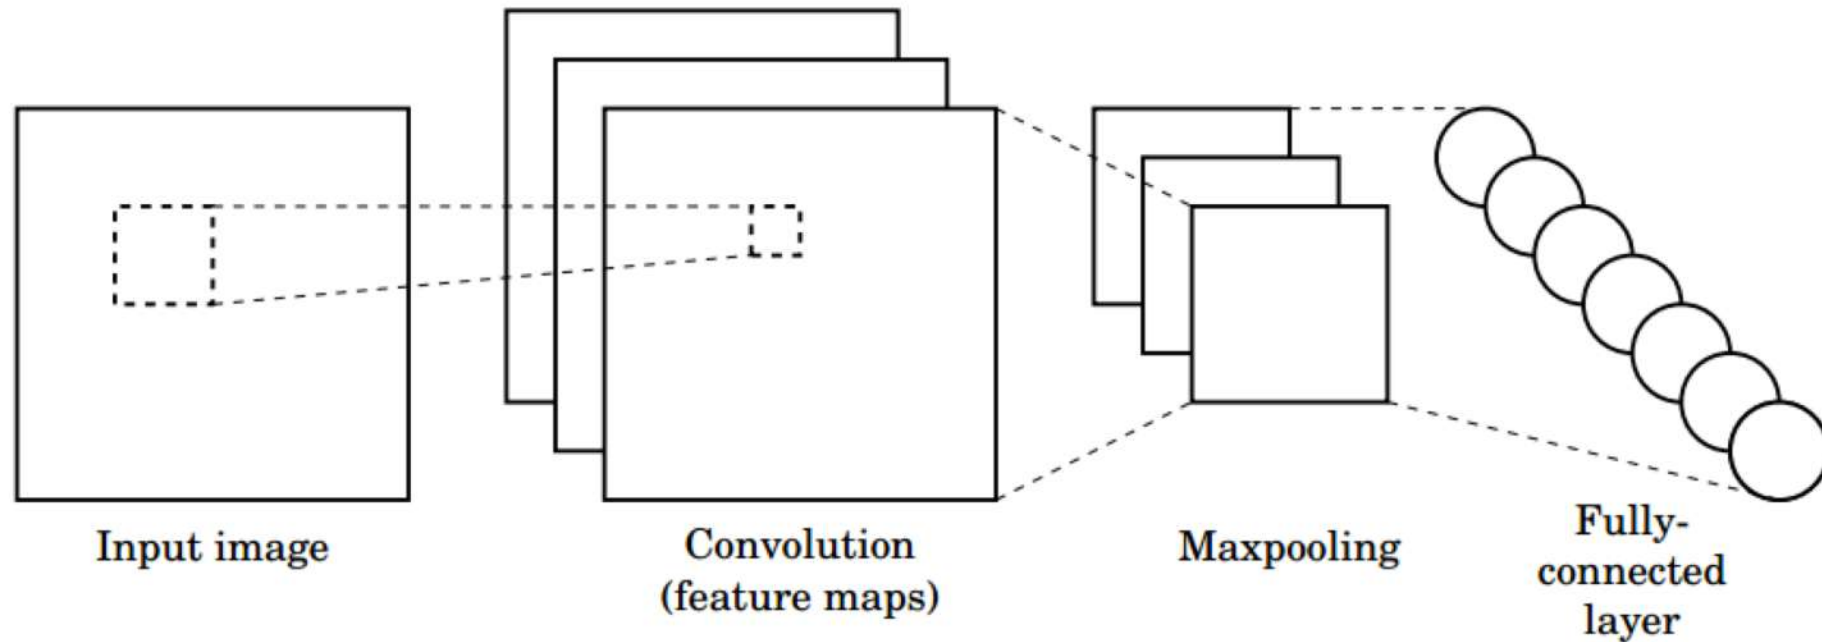 Input image
Convolution
(feature maps)
Maxpooling
Fully-
connected
layer